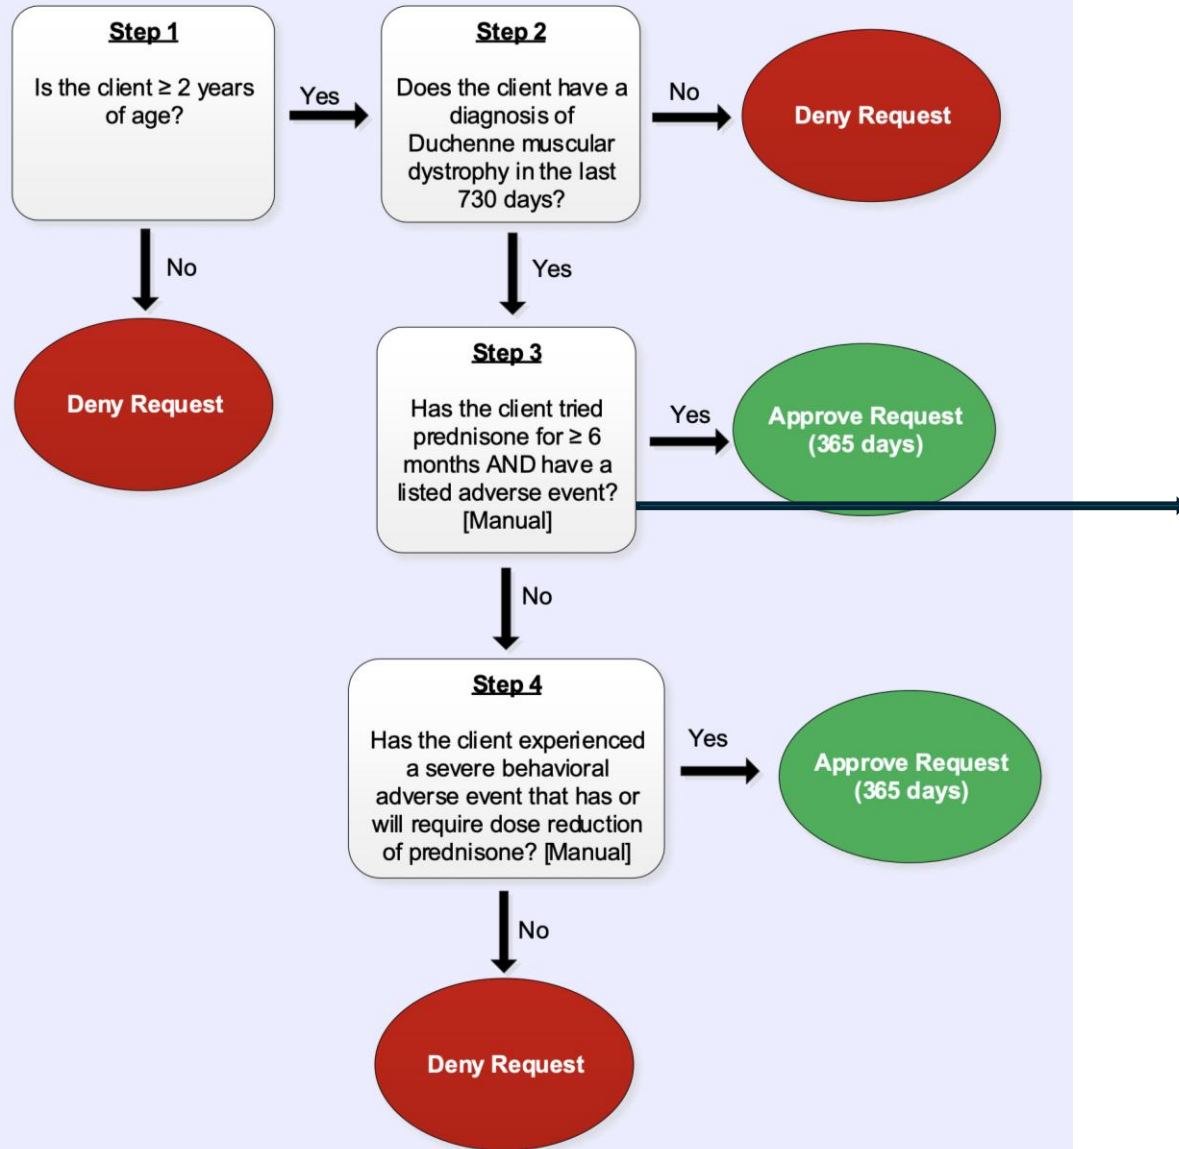 Step 1
Is the client ≥ 2 years
of age?
Yes
Step 2
Does the client have a
diagnosis of
Duchenne muscular
dystrophy in the last
730 days?
No
Deny Request
No
Deny Request
Yes
Step 3
Has the client tried
prednisone for ≥ 6
months AND have a
listed adverse event?
[Manual]
Yes
Approve Request
(365 days)
No
Step 4
Has the client experienced
a severe behavioral
adverse event that has or
will require dose reduction
of prednisone? [Manual]
Yes
Approve Request
(365 days)
No
Deny Request